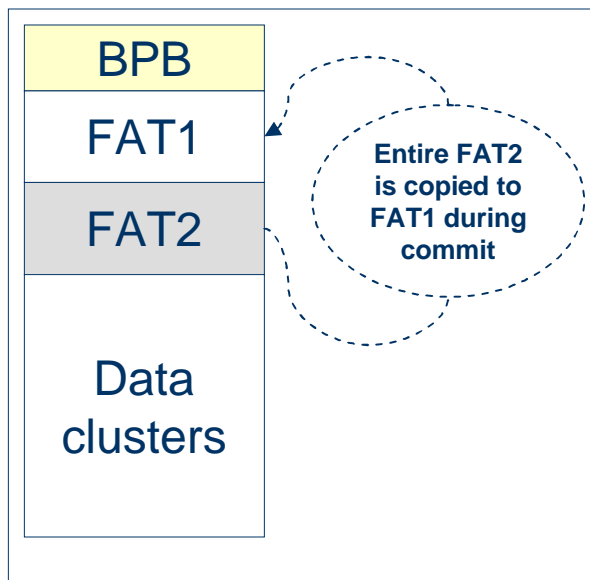 BPB
FAT1
FAT2
Data
clusters
Entire FAT2
is copied to
FAT1 during
commit